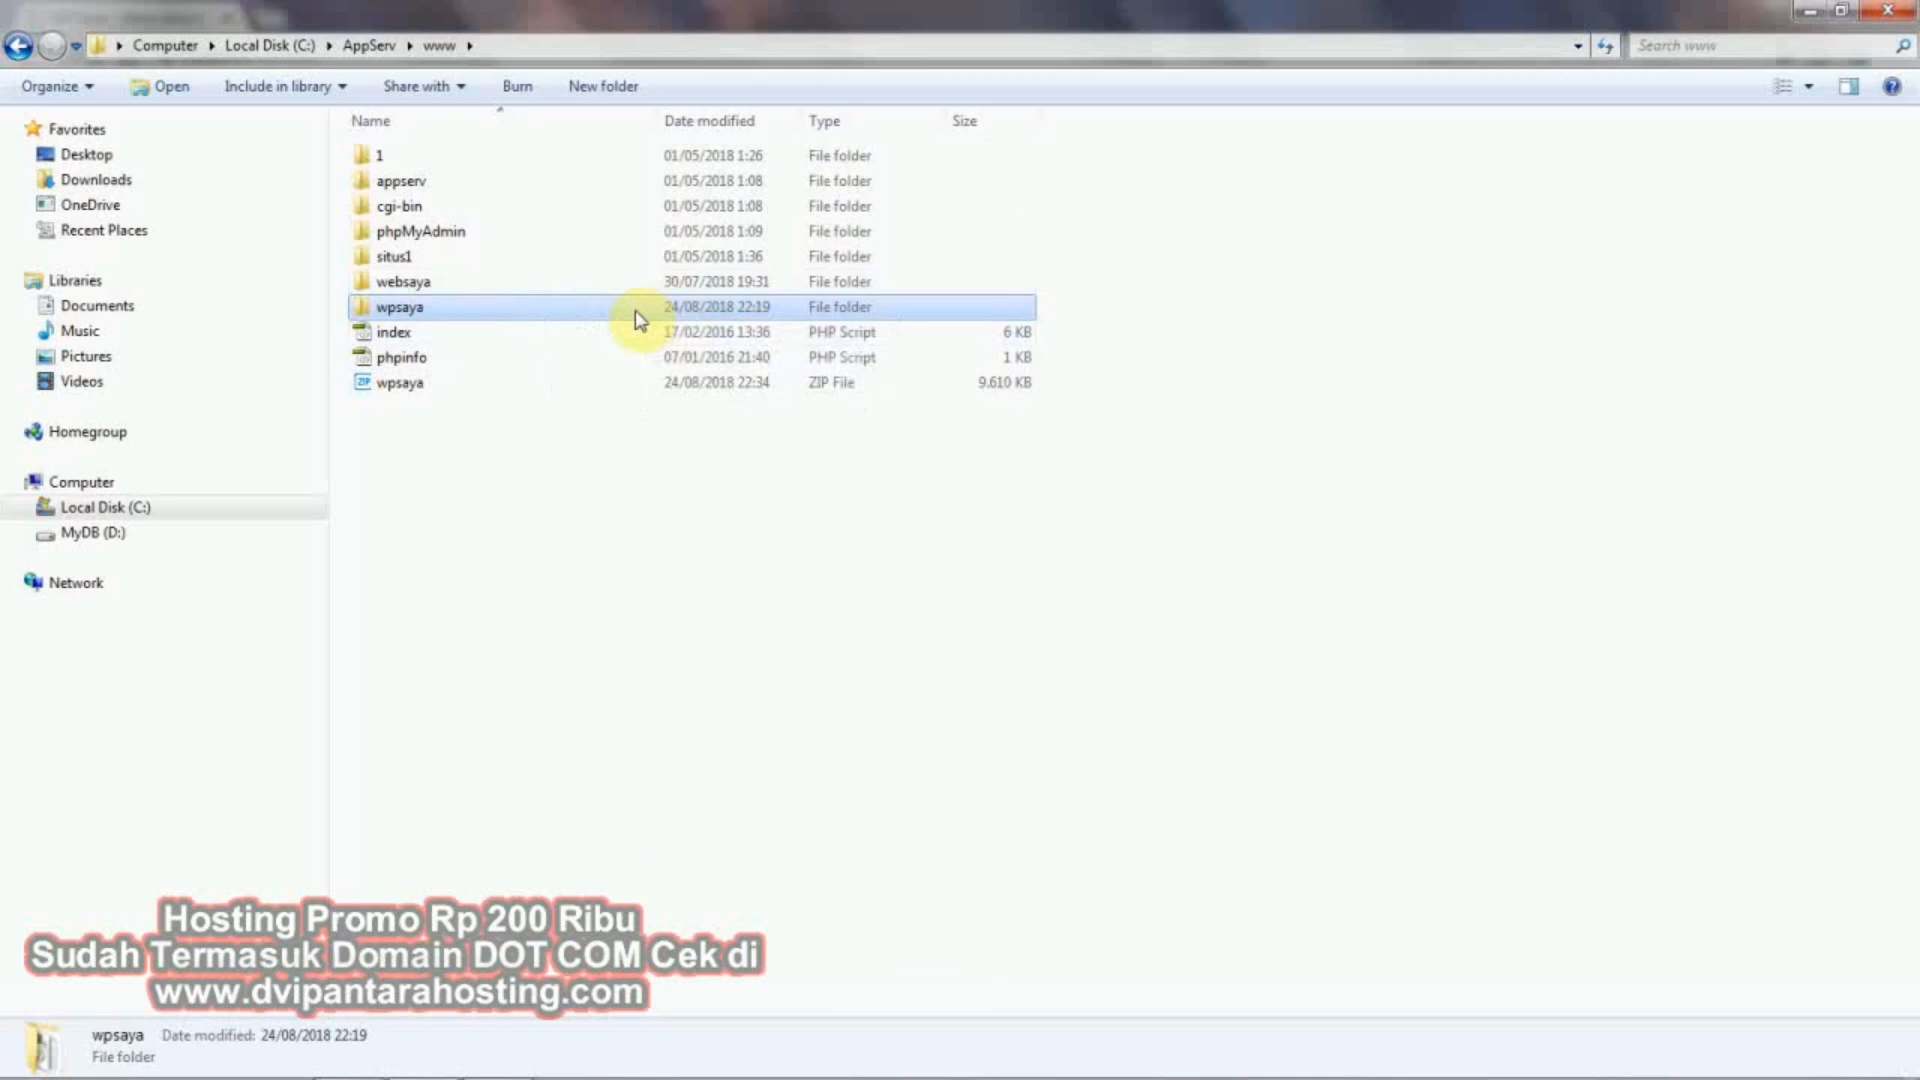 Computer Local Disk (C:) AppServ www
Search www
Organize Open Include in library Share with Burn New folder
Name Date modified Type Size
Favorites
Desktop
Downloads
OneDrive
Recent Places
Libraries
Documents
Music
Pictures
Videos
Homegroup
Computer
Local Disk (C:)
MyDB (D:)
Network
1 01/05/2018 1:26 File folder
appserv 01/05/2018 1:08 File folder
cgi-bin 01/05/2018 1:08 File folder
phpMyAdmin 01/05/2018 1:09 File folder
situs1 01/05/2018 1:36 File folder
websaya 30/07/2018 19:31 File folder
wpsaya 24/08/2018 22:19 File folder
index 17/02/2016 13:36 PHP Script 6 KB
phpinfo 07/01/2016 21:40 PHP Script 1 KB
ZIP wpsaya 24/08/2018 22:34 ZIP File 9.610 KB
Hosting Promo Rp 200 Ribu
Sudah Termasuk Domain DOT COM Cek di
www.dvipantarahosting.com
wpsaya Date modified: 24/08/2018 22:19
File folder